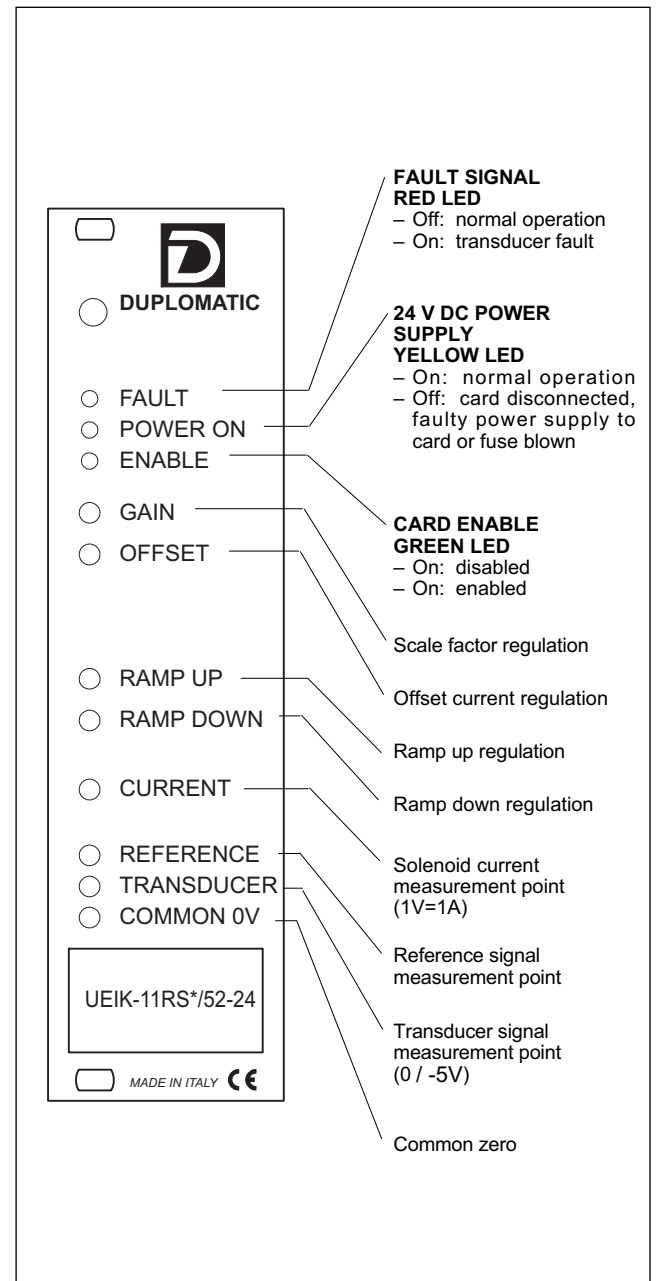 DUPLOMATIC
FAULT
POWER ON
ENABLE
GAIN
OFFSET
RAMP UP
RAMP DOWN
CURRENT
REFERENCE
TRANSDUCER
COMMON 0V
UEIK-11RS*/52-24
MADE IN ITALY CE
FAULT SIGNAL
RED LED
– Off: normal operation
– On: transducer fault
24 V DC POWER
SUPPLY
YELLOW LED
– On: normal operation
– Off: card disconnected,
faulty power supply to
card or fuse blown
CARD ENABLE
GREEN LED
– On: disabled
– On: enabled
Scale factor regulation
Offset current regulation
Ramp up regulation
Ramp down regulation
Solenoid current
measurement point
(1V=1A)
Reference signal
measurement point
Transducer signal
measurement point
(0 / -5V)
Common zero